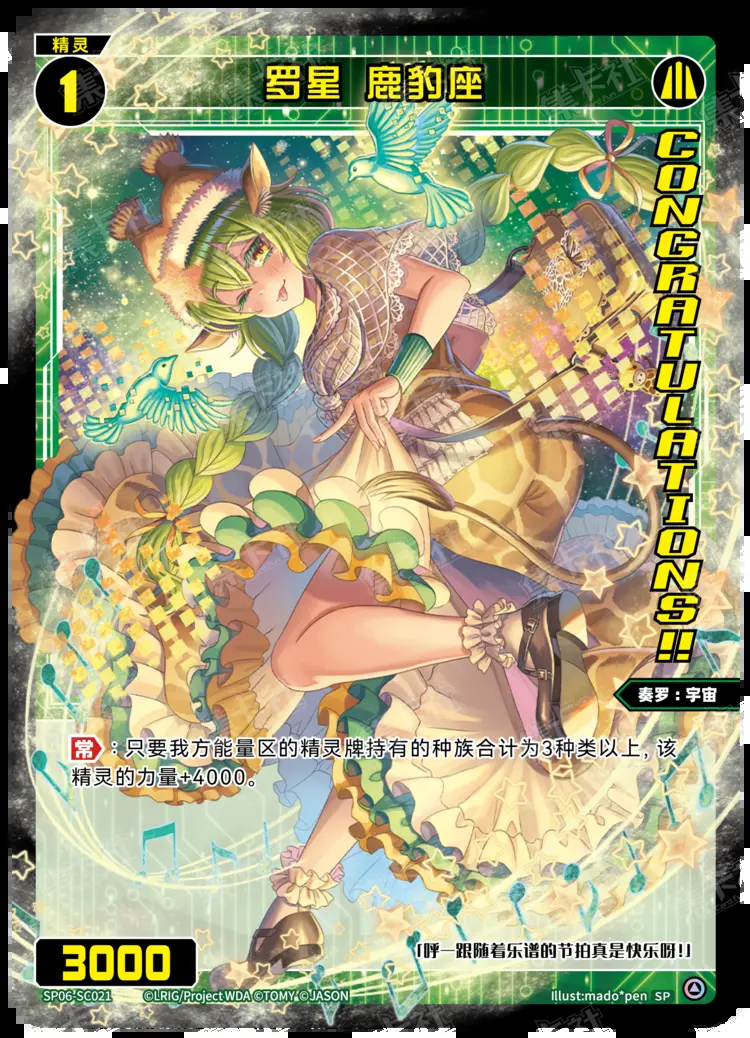 精灵
1
罗星 鹿豹座
CONGRATULATIONS!!
奏罗：宇宙
常：只要我方能量区的精灵牌持有的种族合计为3种类以上，该
精灵的力量+4000。
「呼—跟随着乐谱的节拍真是快乐呀!」
3000
SP06-SC021 ©LRIG/Project WDA ©TOMY ©JASON
Illust:mado*pen SP
集卡社